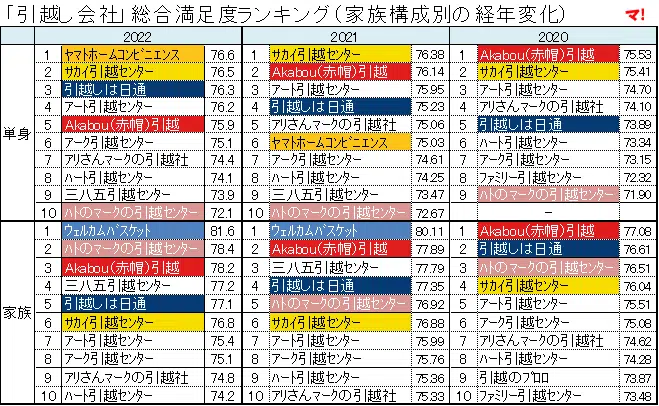 「引越し会社」総合満足度ランキング(家族構成別の経年変化) マ!
2022 2021 2020
単身
1 ヤマトホームコンビニエンス 76.6 1 サカイ引越センター 76.38 1 Akabou(赤帽)引越 75.53
2 サカイ引越センター 76.5 2 Akabou(赤帽)引越 76.14 2 サカイ引越センター 75.41
3 引越しは日通 76.3 3 アート引越センター 75.95 3 アート引越センター 74.70
4 アート引越センター 76.2 4 引越しは日通 75.23 4 アリさんマークの引越社 74.10
5 Akabou(赤帽)引越 75.9 5 アリさんマークの引越社 75.06 5 引越しは日通 73.89
6 アーク引越センター 75.1 6 ヤマトホームコンビニエンス 75.03 6 ハート引越センター 73.34
7 アリさんマークの引越社 74.4 7 アーク引越センター 74.61 7 アーク引越センター 73.15
8 ハート引越センター 74.1 8 ハート引越センター 74.25 8 ファミリー引越センター 72.32
9 三八五引越センター 73.9 9 三八五引越センター 73.47 9 ハトのマークの引越センター 71.90
10 ハトのマークの引越センター 72.1 10 ハトのマークの引越センター 72.67 −
家族
1 ウェルカムバスケット 81.6 1 ウェルカムバスケット 80.11 1 Akabou(赤帽)引越 77.08
2 ハトのマークの引越センター 78.4 2 Akabou(赤帽)引越 77.89 2 引越しは日通 76.61
3 Akabou(赤帽)引越 78.2 3 三八五引越センター 77.79 3 ハトのマークの引越センター 76.51
4 三八五引越センター 77.2 4 引越しは日通 77.35 4 サカイ引越センター 76.04
5 引越しは日通 77.1 5 ハトのマークの引越センター 76.92 5 アート引越センター 75.51
6 サカイ引越センター 76.8 6 サカイ引越センター 76.88 6 アーク引越センター 75.08
7 アート引越センター 75.4 7 アート引越センター 75.99 7 アリさんマークの引越社 74.62
8 アーク引越センター 75.1 8 アーク引越センター 75.76 8 ハート引越センター 74.28
9 アリさんマークの引越社 74.8 9 ハート引越センター 75.36 9 引越のプロロ 73.87
10 ハート引越センター 74.2 10 アリさんマークの引越社 75.33 10 ファミリー引越センター 73.48